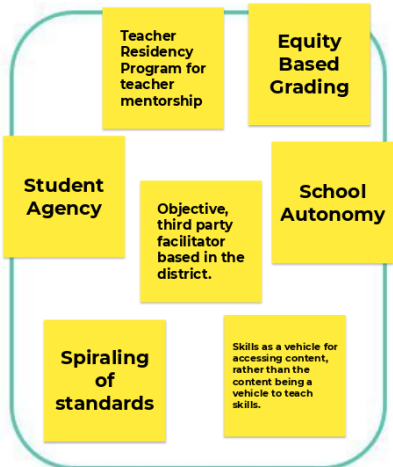 Teacher
Residency
Program for
teacher
mentorship
Equity
Based
Grading
Student
Agency
Objective,
third party
facilitator
based in the
district.
School
Autonomy
Spiraling
of
standards
Skills as a vehicle for
accessing content,
rather than the
content being a
vehicle to teach
skills.